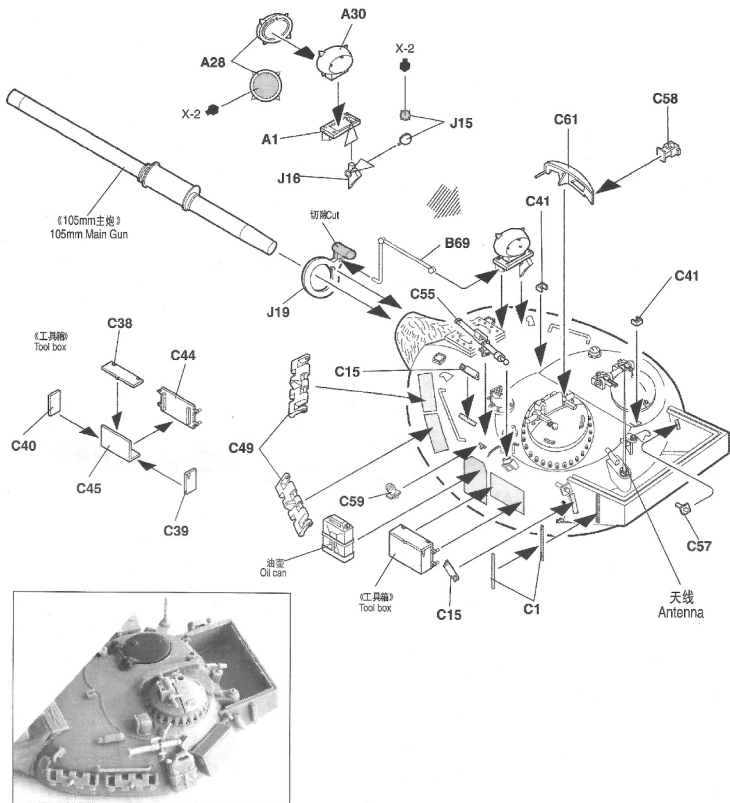 A30
A28
X-2
X-2
J15
A1
J16
C61
C58
《105mm主炮》
105mm Main Gun
切除Cut
B69
C41
C41
J19
C55
《工具箱》
Tool box
C38
C44
C15
C40
C45
C49
C39
C59
油壶
Oil can
《工具箱》
Tool box
C15
C1
C57
天线
Antenna